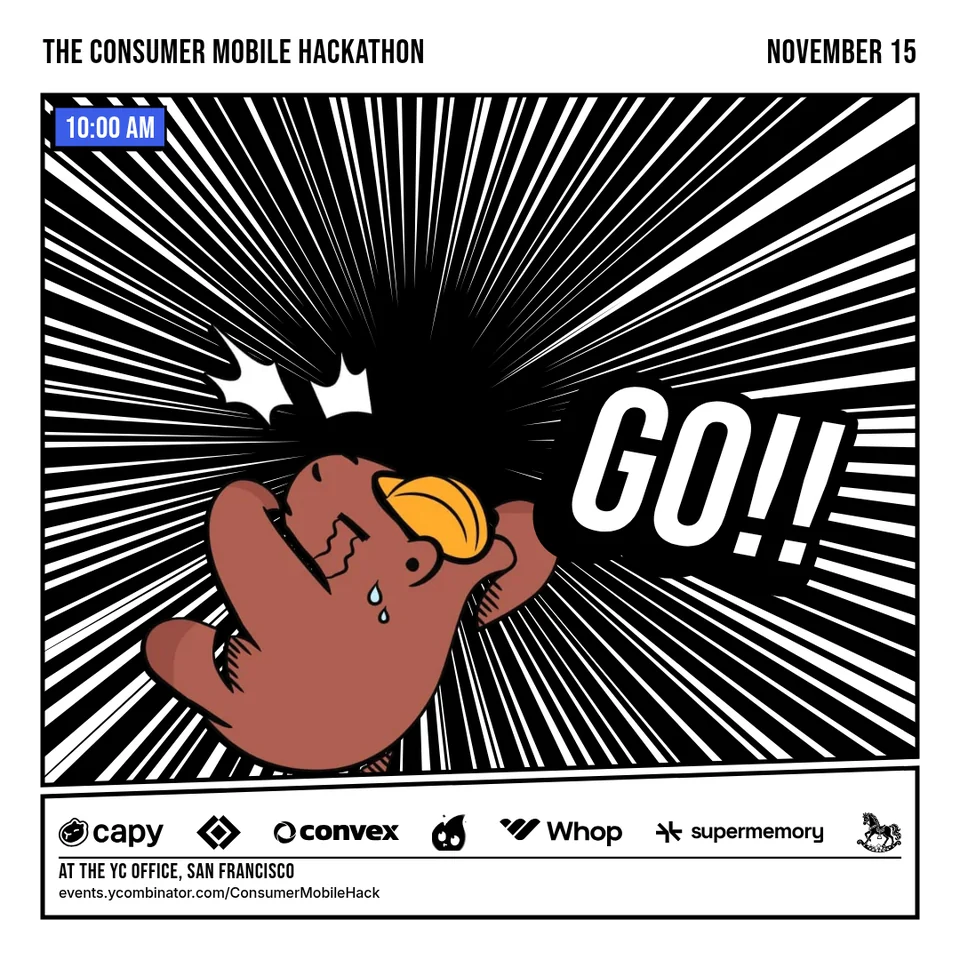 THE CONSUMER MOBILE HACKATHON
NOVEMBER 15
10:00 AM
GO!!
capy
convex
Whop
supermemory
AT THE YC OFFICE, SAN FRANCISCO
events.ycombinator.com/ConsumerMobileHack